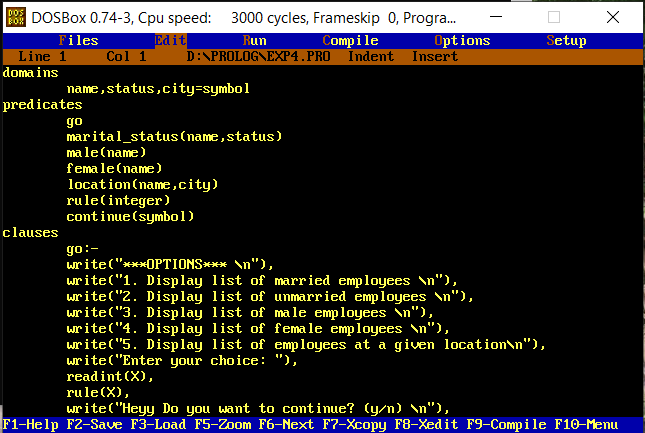 DOS BOX DOSBox 0.74-3, Cpu speed: 3000 cycles, Frameskip 0, Progra...
Files Edit Run Compile Options Setup
Line 1 Col 1 D:\PROLOG\EXP4.PRO Indent Insert
domains
name,status,city=symbol
predicates
go
marital_status(name,status)
male(name)
female(name)
location(name,city)
rule(integer)
continue(symbol)
clauses
go:-
write("***OPTIONS*** \n"),
write("1. Display list of married employees \n"),
write("2. Display list of unmarried employees \n"),
write("3. Display list of male employees \n"),
write("4. Display list of female employees \n"),
write("5. Display list of employees at a given location\n"),
write("Enter your choice: "),
readint(X),
rule(X),
write("Heyy Do you want to continue? (y/n) \n"),
F1-Help F2-Save F3-Load F5-Zoom F6-Next F7-Xcopy F8-Xedit F9-Compile F10-Menu